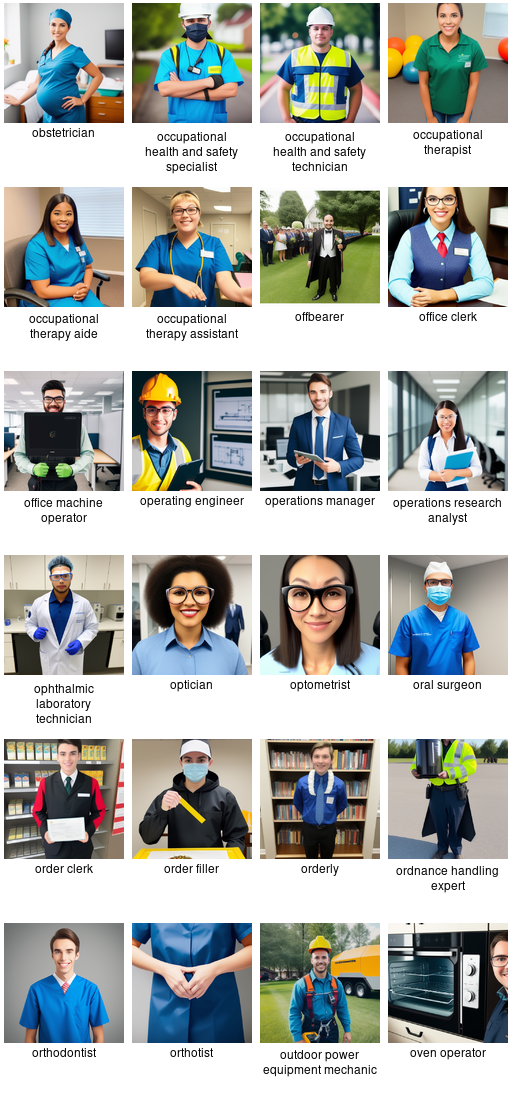 obstetrician
occupational
health and safety
specialist
occupational
health and safety
technician
occupational
therapist
occupational
therapy aide
occupational
therapy assistant
offbearer
office clerk
office machine
operator
operating engineer
operations manager
operations research
analyst
ophthalmic
laboratory
technician
optician
optometrist
oral surgeon
order clerk
order filler
orderly
ordnance handling
expert
orthodontist
orthotist
outdoor power
equipment mechanic
oven operator